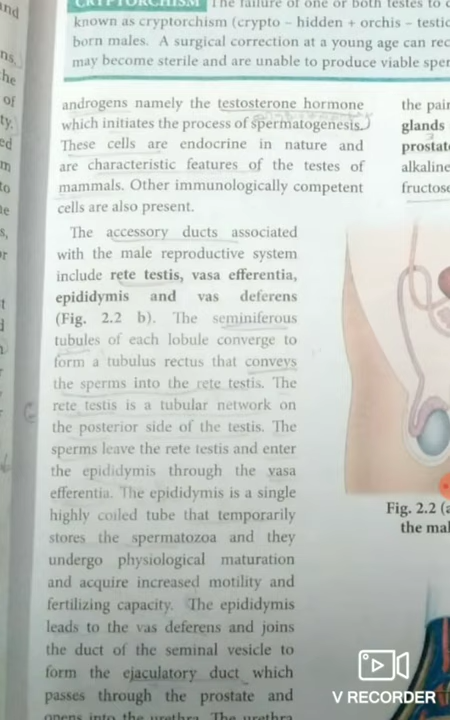 CRYPTORCHISM The failure of one or both testes to
known as cryptorchism (crypto – hidden + orchis –
born males. A surgical correction at a young age can
may become sterile and are unable to produce viable
androgens namely the testosterone hormone
which initiates the process of spermatogenesis.
These cells are endocrine in nature and
are characteristic features of the testes of
mammals. Other immunologically competent
cells are also present.
The accessory ducts associated
with the male reproductive system
include rete testis, vasa efferentia,
epididymis and vas deferens
(Fig. 2.2 b). The seminiferous
tubules of each lobule converge to
form a tubulus rectus that conveys
the sperms into the rete testis. The
rete testis is a tubular network on
the posterior side of the testis. The
sperms leave the rete testis and enter
the epididymis through the vasa
efferentia. The epididymis is a single
highly coiled tube that temporarily
stores the spermatozoa and they
undergo physiological maturation
and acquire increased motility and
fertilizing capacity. The epididymis
leads to the vas deferens and joins
the duct of the seminal vesicle to
form the ejaculatory duct which
passes through the prostate and
opens into the urethra. The urethra
the pair
glands
prostat
alkaline
fructose
Fig. 2.2 (a
the mal
V RECORDER